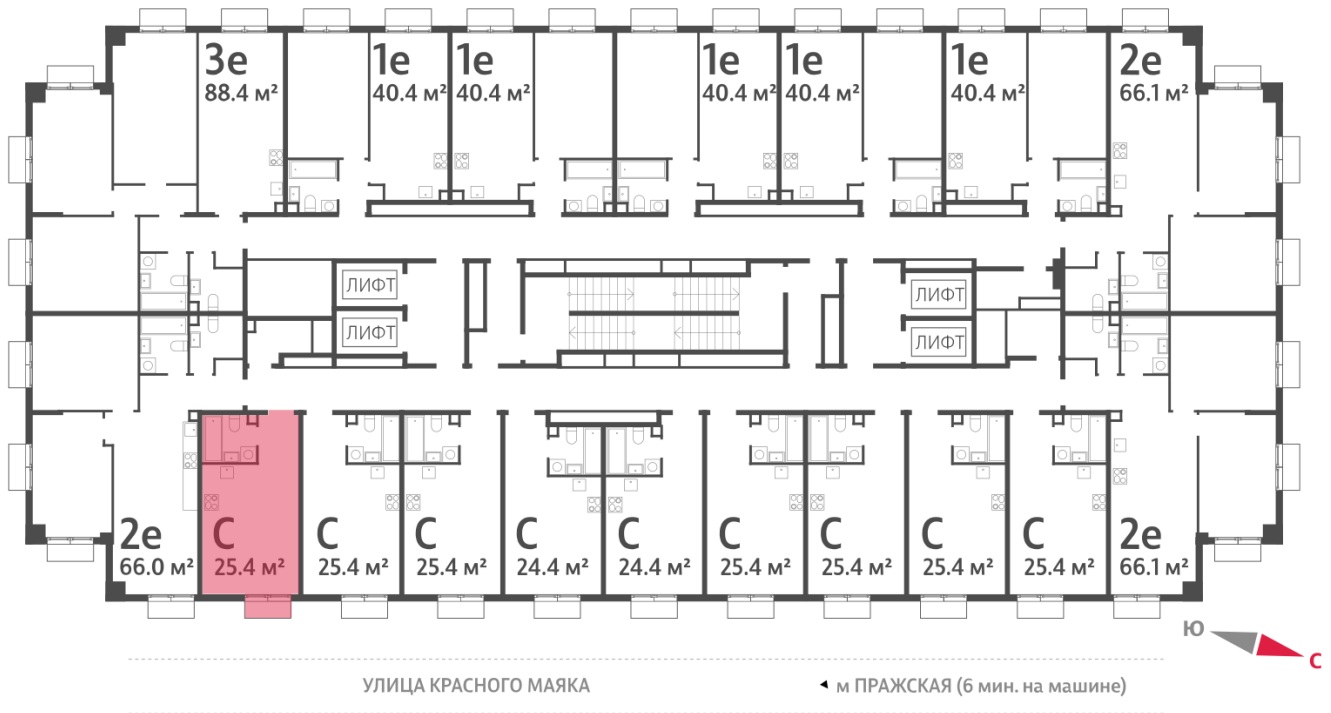 3е
88.4 м²
1е
40.4 м²
1е
40.4 м²
1е
40.4 м²
1е
40.4 м²
1е
40.4 м²
2е
66.1 м²
ЛИФТ
ЛИФТ
ЛИФТ
ЛИФТ
2е
66.0 м²
С
25.4 м²
С
25.4 м²
С
25.4 м²
С
24.4 м²
С
24.4 м²
С
25.4 м²
С
25.4 м²
С
25.4 м²
С
25.4 м²
2е
66.1 м²
Ю
С
УЛИЦА КРАСНОГО МАЯКА
м ПРАЖСКАЯ (6 мин. на машине)